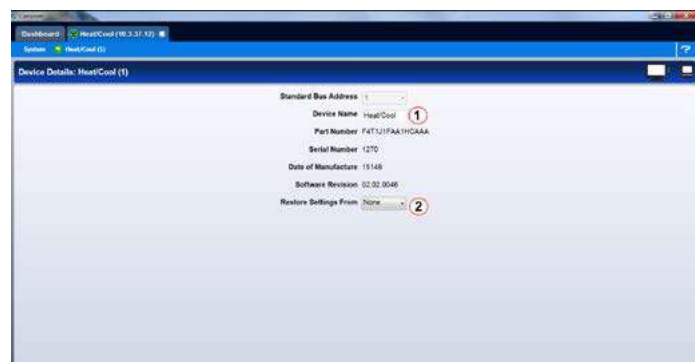 Composer
Dashboard Heat/Cool (10.3.37.12)
System Heat/Cool (1)
?
Device Details: Heat/Cool (1)
Standard Bus Address 1
Device Name Heat/Cool 1
Part Number F4T1J1FAA1HCAAA
Serial Number 1270
Date of Manufacture 15148
Software Revision 02.02.0046
Restore Settings From None 2